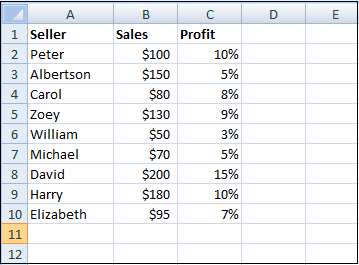 A B C D E
1 Seller Sales Profit
2 Peter $100 10%
3 Albertson $150 5%
4 Carol $80 8%
5 Zoey $130 9%
6 William $50 3%
7 Michael $70 5%
8 David $200 15%
9 Harry $180 10%
10 Elizabeth $95 7%
11
12